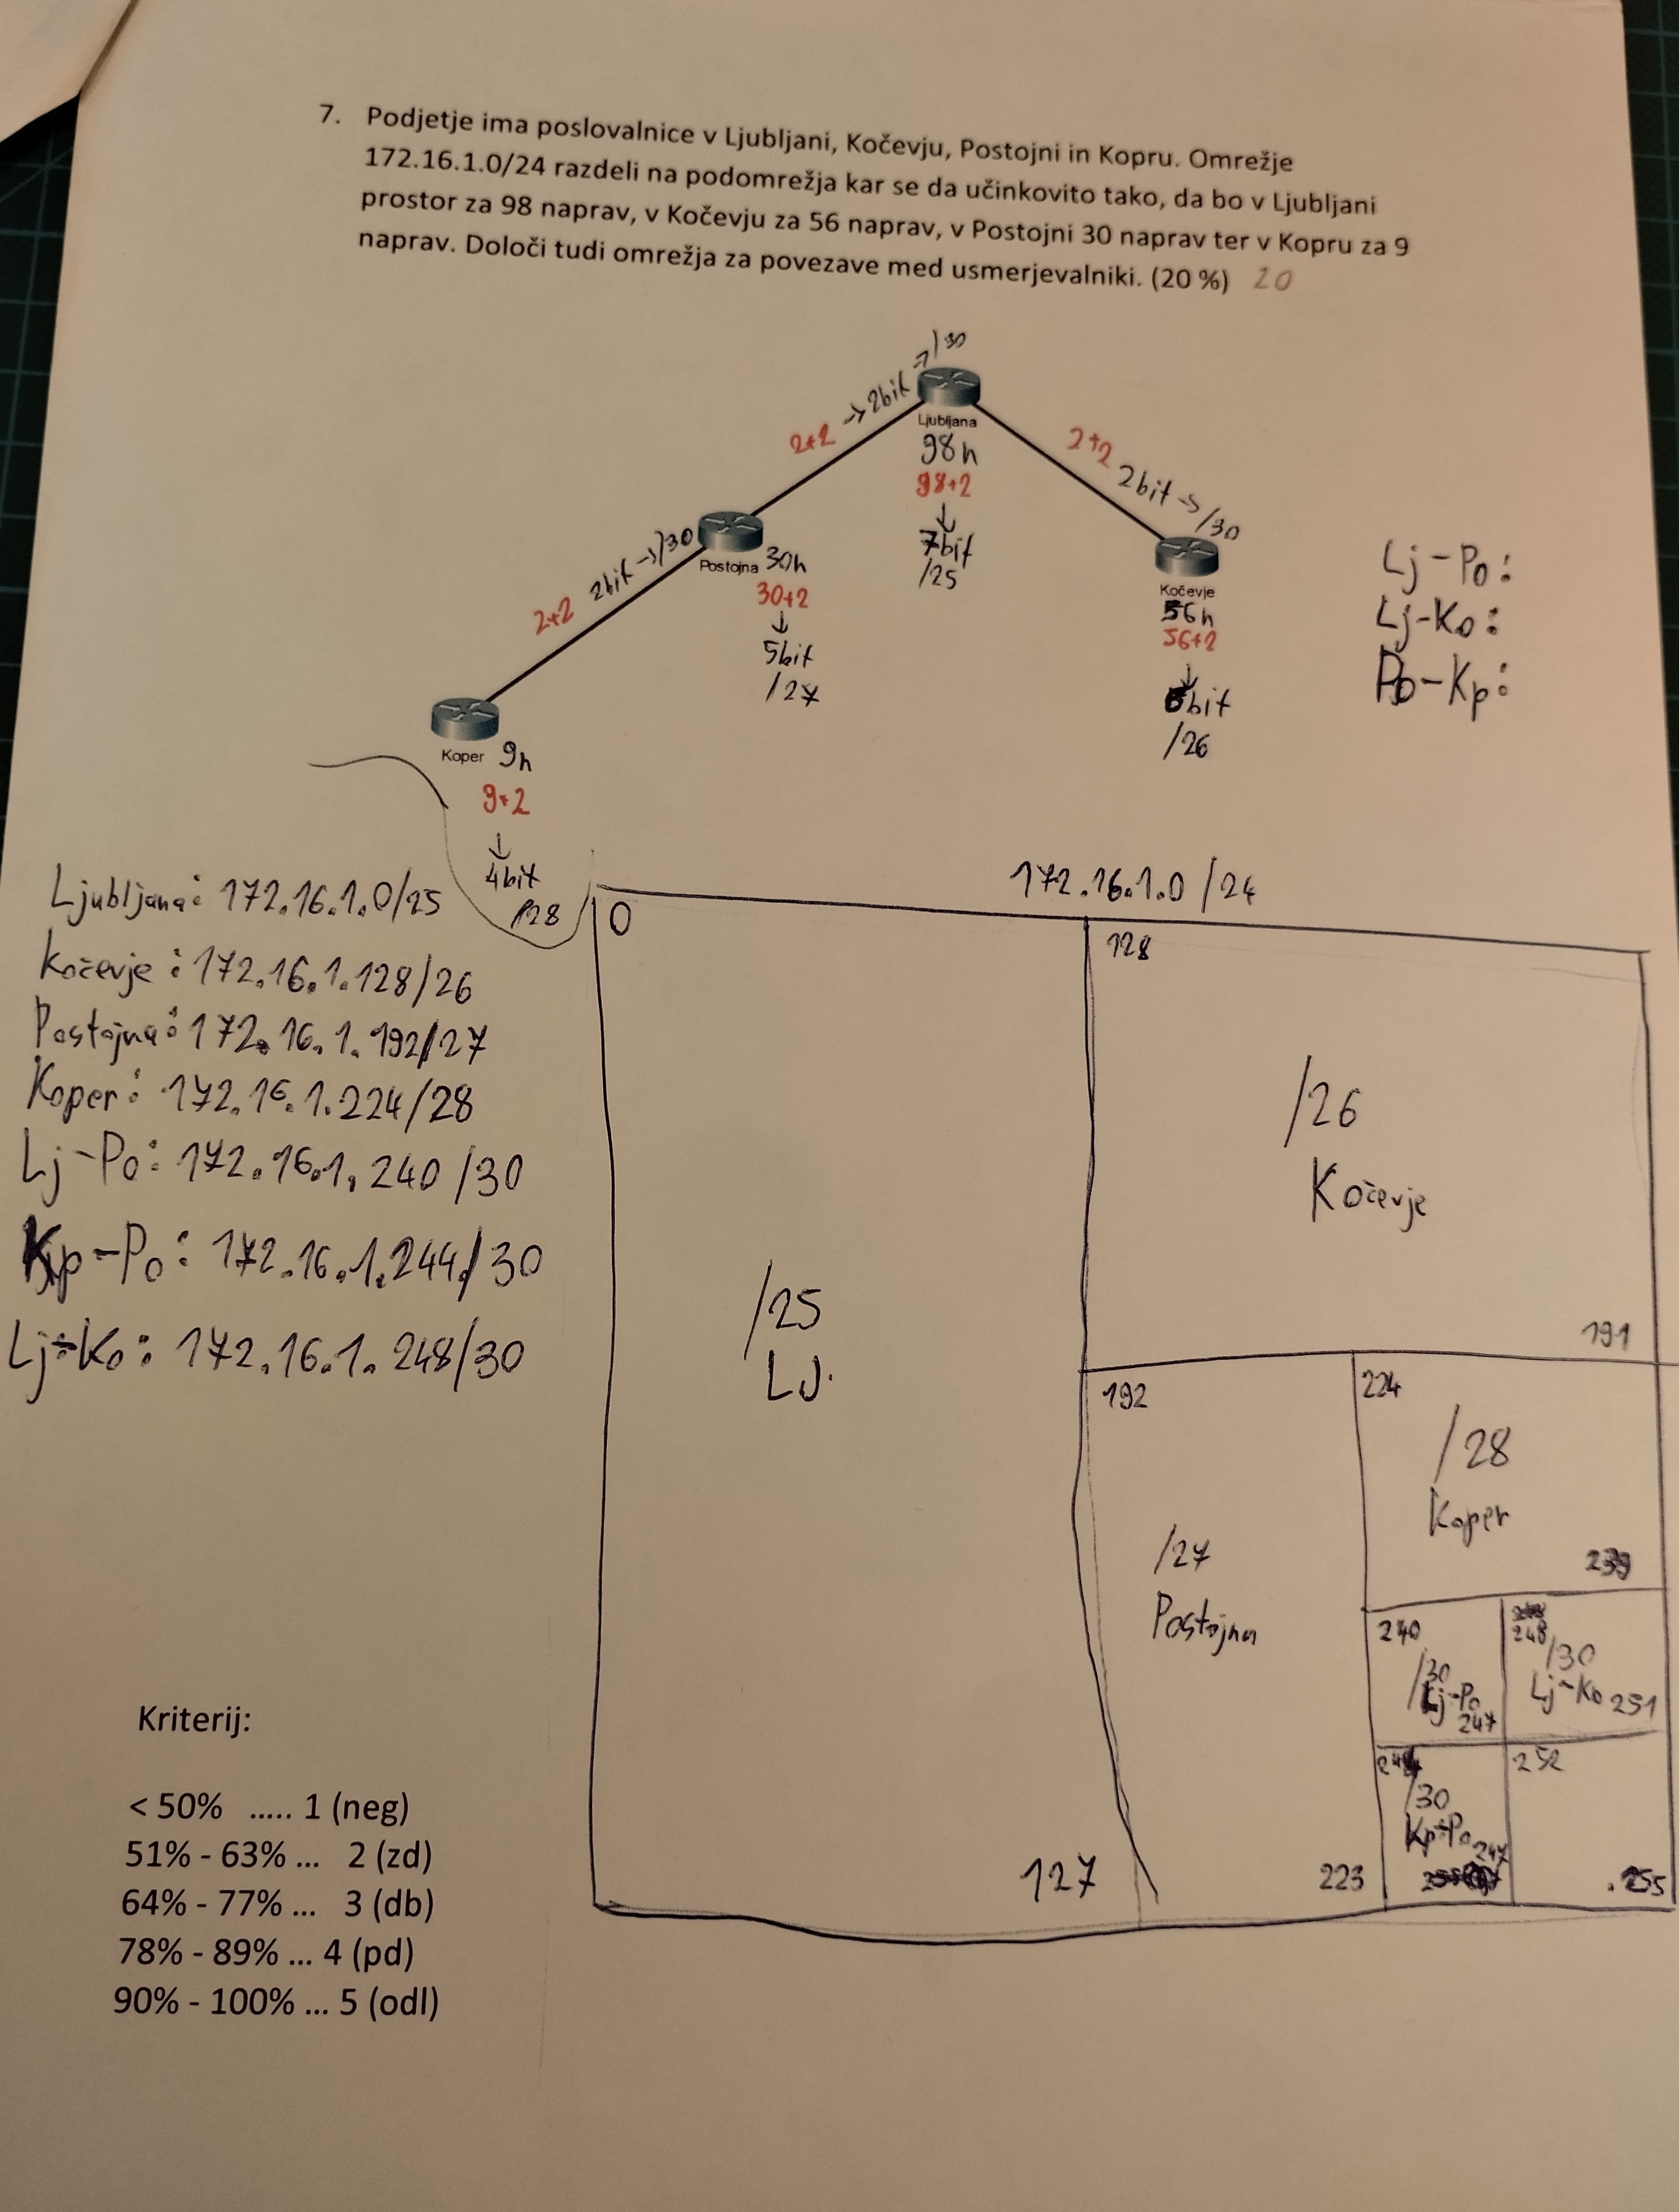 7. Podjetje ima poslovalnice v Ljubljani, Kočevju, Postojni in Kopru. Omrežje
172.16.1.0/24 razdeli na podomrežja kar se da učinkovito tako, da bo v Ljubljani
prostor za 98 naprav, v Kočevju za 56 naprav, v Postojni 30 naprav ter v Kopru za 9
naprav. Določi tudi omrežja za povezave med usmerjevalniki. (20 %) 20
2+2 → 2bit → /30
Ljubljana
98n
98+2
↓
7bit
/25
2+2
2bit → /30
2+2 2bit → /30
Postojna 30n
30+2
↓
5bit
/27
Kočevje
56n
56+2
↓
6bit
/26
Lj-Po:
Lj-Ko:
Po-Kp:
Koper 9n
9+2
↓
4bit
/28
Ljubljana: 172.16.1.0/25
Kočevje: 172.16.1.128/26
Postojna: 172.16.1.192/27
Koper: 172.16.1.224/28
Lj-Po: 172.16.1.240/30
Kp-Po: 172.16.1.244/30
Lj-Ko: 172.16.1.248/30
172.16.1.0/24
0
/25
LJ.
127
128
/26
Kočevje
191
192
/27
Postojna
223
224
/28
Koper
239
240
/30
Lj-Po
247
248
/30
Lj-Ko 251
244
/30
Kp-Po 247
252
.255
Kriterij:
< 50% ..... 1 (neg)
51% - 63% ... 2 (zd)
64% - 77% ... 3 (db)
78% - 89% ... 4 (pd)
90% - 100% ... 5 (odl)